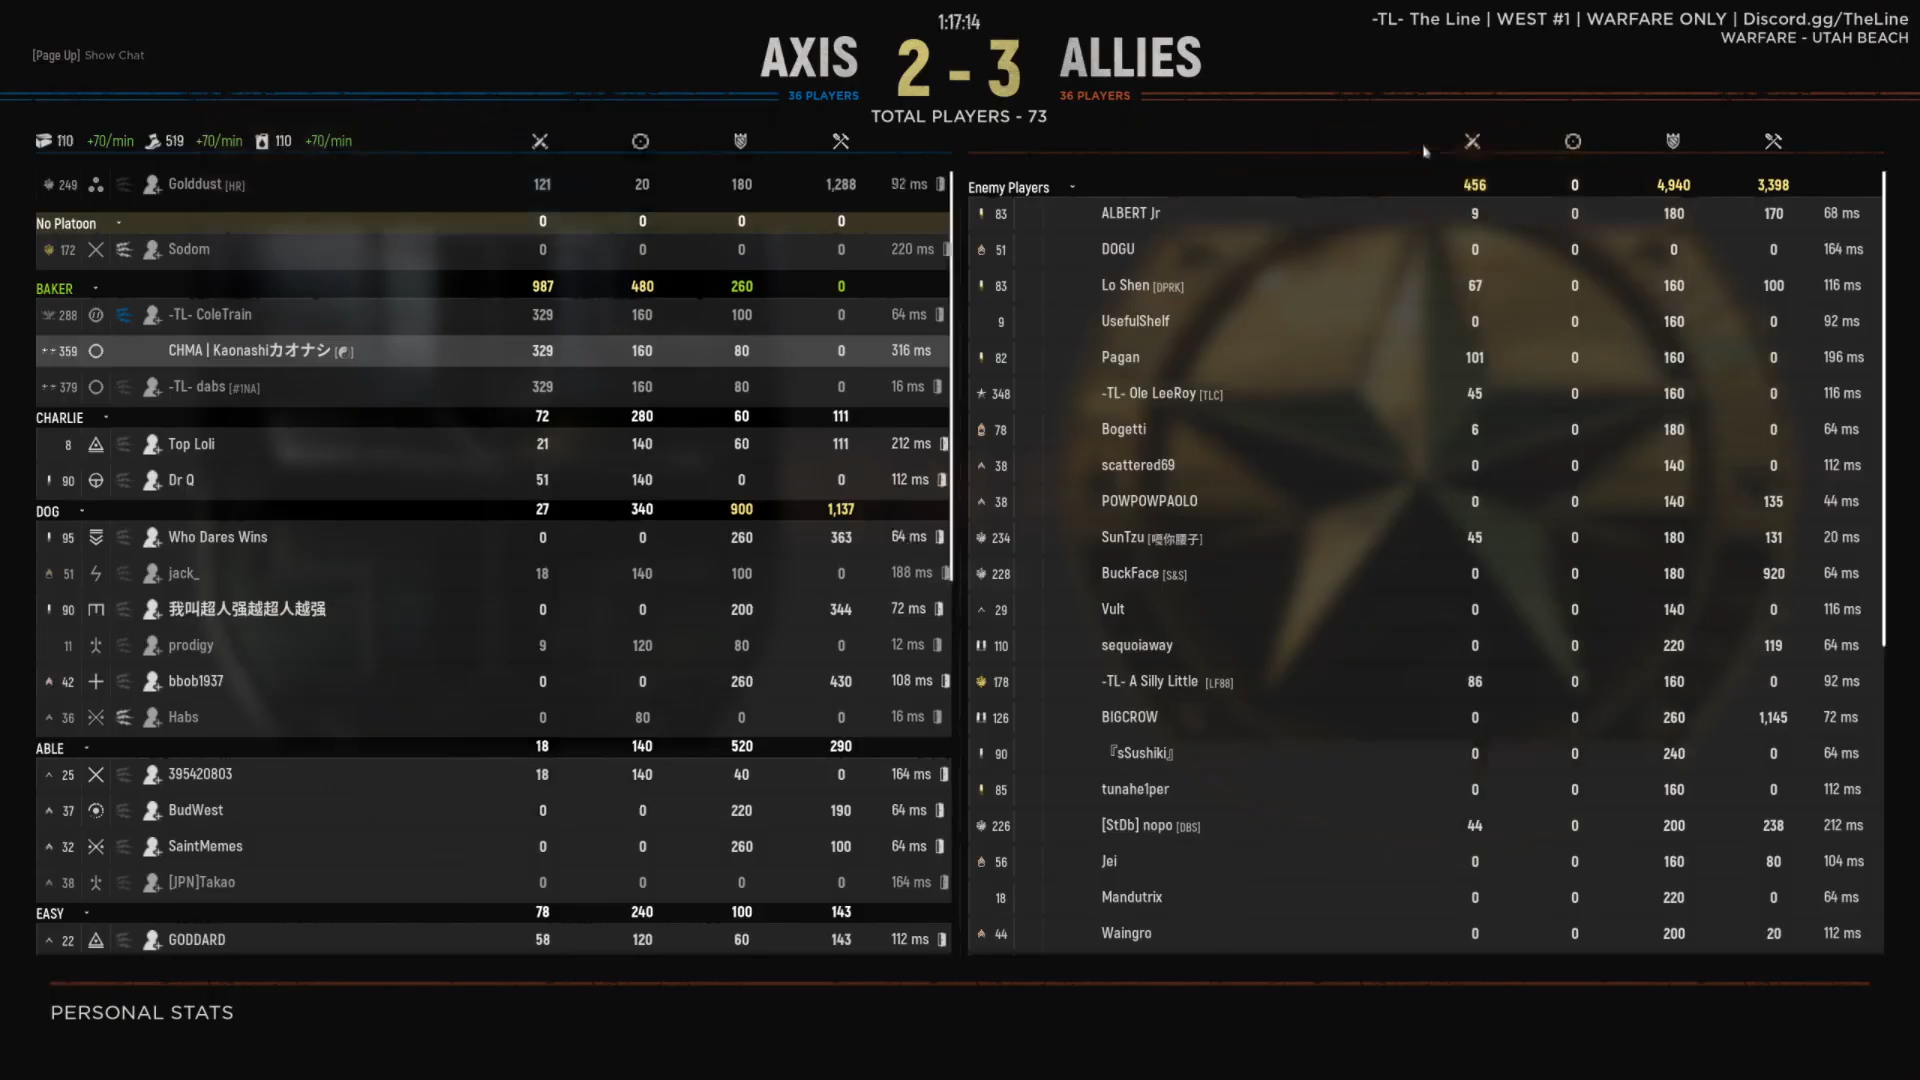 1:17:14
-TL- The Line | WEST #1 | WARFARE ONLY | Discord.gg/TheLine
WARFARE - UTAH BEACH
[Page Up] Show Chat
AXIS 2 - 3 ALLIES
36 PLAYERS 36 PLAYERS
TOTAL PLAYERS - 73
110 +70/min 519 +70/min 110 +70/min
249 Golddust [HR] 121 20 180 1,288 92 ms
No Platoon 0 0 0 0
172 Sodom 0 0 0 0 220 ms
BAKER 987 480 260 0
288 -TL- ColeTrain 329 160 100 0 64 ms
359 CHMA | Kaonashiカオナシ [☯] 329 160 80 0 316 ms
379 -TL- dabs [#1NA] 329 160 80 0 16 ms
CHARLIE 72 280 60 111
8 Top Loli 21 140 60 111 212 ms
90 Dr Q 51 140 0 0 112 ms
DOG 27 340 900 1,137
95 Who Dares Wins 0 0 260 363 64 ms
51 jack_ 18 140 100 0 188 ms
90 我叫超人强越超人越强 0 0 200 344 72 ms
11 prodigy 9 120 80 0 12 ms
42 bbob1937 0 0 260 430 108 ms
36 Habs 0 80 0 0 16 ms
ABLE 18 140 520 290
25 395420803 18 140 40 0 164 ms
37 BudWest 0 0 220 190 64 ms
32 SaintMemes 0 0 260 100 64 ms
38 [JPN]Takao 0 0 0 0 164 ms
EASY 78 240 100 143
22 GODDARD 58 120 60 143 112 ms
Enemy Players 456 0 4,940 3,398
83 ALBERT Jr 9 0 180 170 68 ms
51 DOGU 0 0 0 0 164 ms
83 Lo Shen [DPRK] 67 0 160 100 116 ms
9 UsefulShelf 0 0 160 0 92 ms
82 Pagan 101 0 160 0 196 ms
348 -TL- Ole LeeRoy [TLC] 45 0 160 0 116 ms
78 Bogetti 6 0 180 0 64 ms
38 scattered69 0 0 140 0 112 ms
38 POWPOWPAOLO 0 0 140 135 44 ms
234 SunTzu [嘎你腰子] 45 0 180 131 20 ms
228 BuckFace [S&S] 0 0 180 920 64 ms
29 Vult 0 0 140 0 116 ms
110 sequoiaway 0 0 220 119 64 ms
178 -TL- A Silly Little [LF88] 86 0 160 0 92 ms
126 BIGCROW 0 0 260 1,145 72 ms
90 『sSushiki』 0 0 240 0 64 ms
85 tunahe1per 0 0 160 0 112 ms
226 [StDb] nopo [DBS] 44 0 200 238 212 ms
56 Jei 0 0 160 80 104 ms
18 Mandutrix 0 0 220 0 64 ms
44 Waingro 0 0 200 20 112 ms
PERSONAL STATS